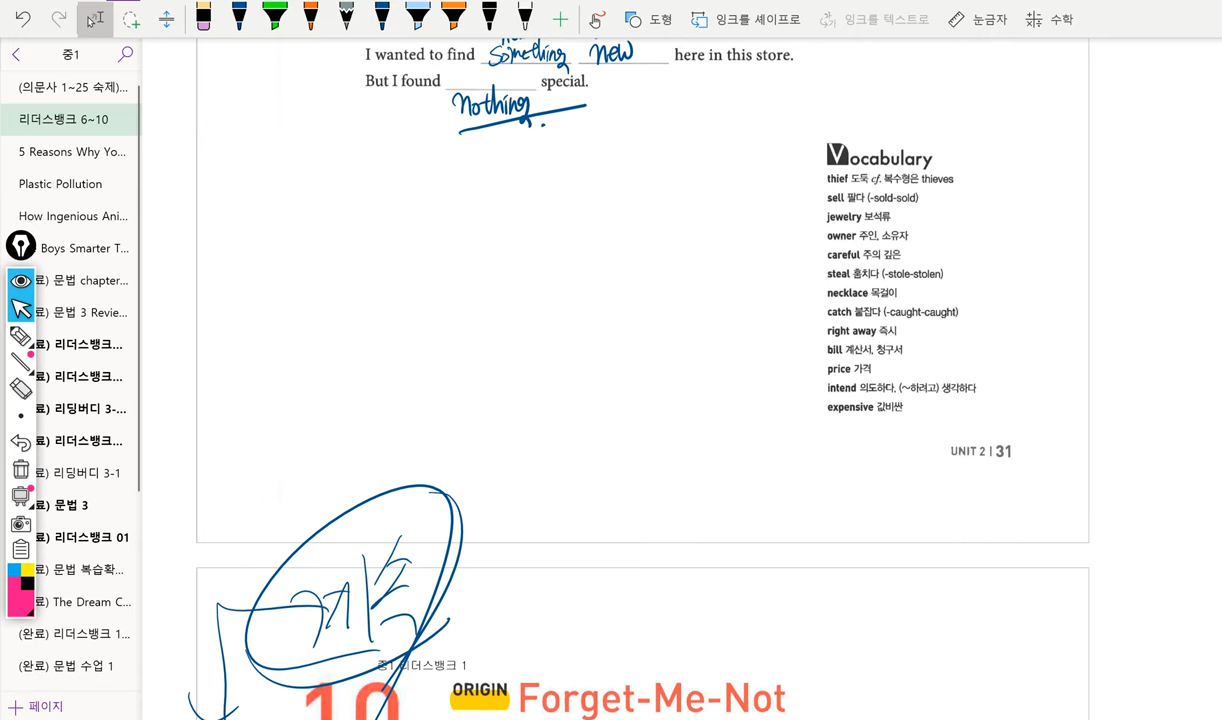 도형
잉크를 셰이프로
잉크를 텍스트로
눈금자
수학
중1
(의문사 1~25 숙제)...
리더스뱅크 6~10
5 Reasons Why Yo...
Plastic Pollution
How Ingenious Ani...
Boys Smarter T...
료) 문법 chapter...
료) 문법 3 Revie...
료) 리더스뱅크...
료) 리더스뱅크...
료) 리딩버디 3-...
료) 리더스뱅크...
료) 리딩버디 3-1
료) 문법 3
료) 리더스뱅크 01
료) 문법 복습확...
료) The Dream C...
(완료) 리더스뱅크 1...
(완료) 문법 수업 1
페이지
I wanted to find Something New here in this store.
But I found special.
Nothing
Vocabulary
thief 도둑 cf. 복수형은 thieves
sell 팔다 (-sold-sold)
jewelry 보석류
owner 주인, 소유자
careful 주의 깊은
steal 훔치다 (-stole-stolen)
necklace 목걸이
catch 붙잡다 (-caught-caught)
right away 즉시
bill 계산서, 청구서
price 가격
intend 의도하다, (~하려고) 생각하다
expensive 값비싼
UNIT 2 | 31
중1 리더스뱅크 1
10 ORIGIN Forget-Me-Not